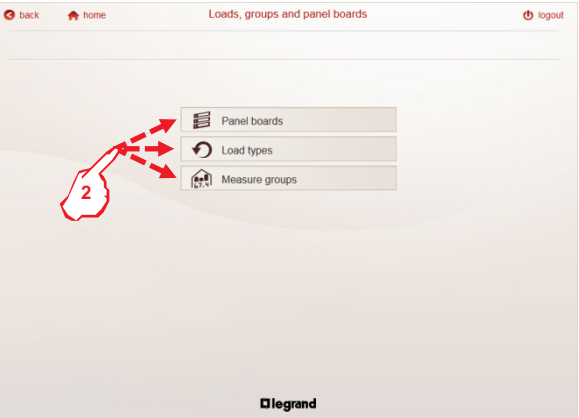 back home Loads, groups and panel boards logout
Panel boards
Load types
Measure groups
2
legrand